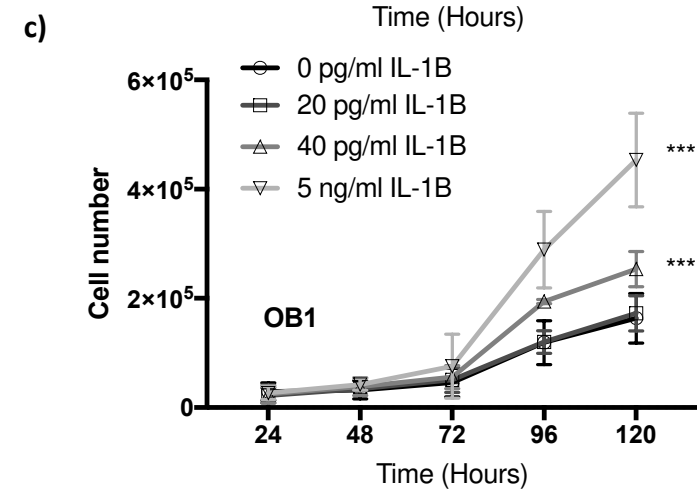 Time (Hours)
c)
0 pg/ml IL-1B
20 pg/ml IL-1B
40 pg/ml IL-1B
5 ng/ml IL-1B
6×10⁵
4×10⁵
2×10⁵
0
Cell number
OB1
***
***
24 48 72 96 120
Time (Hours)